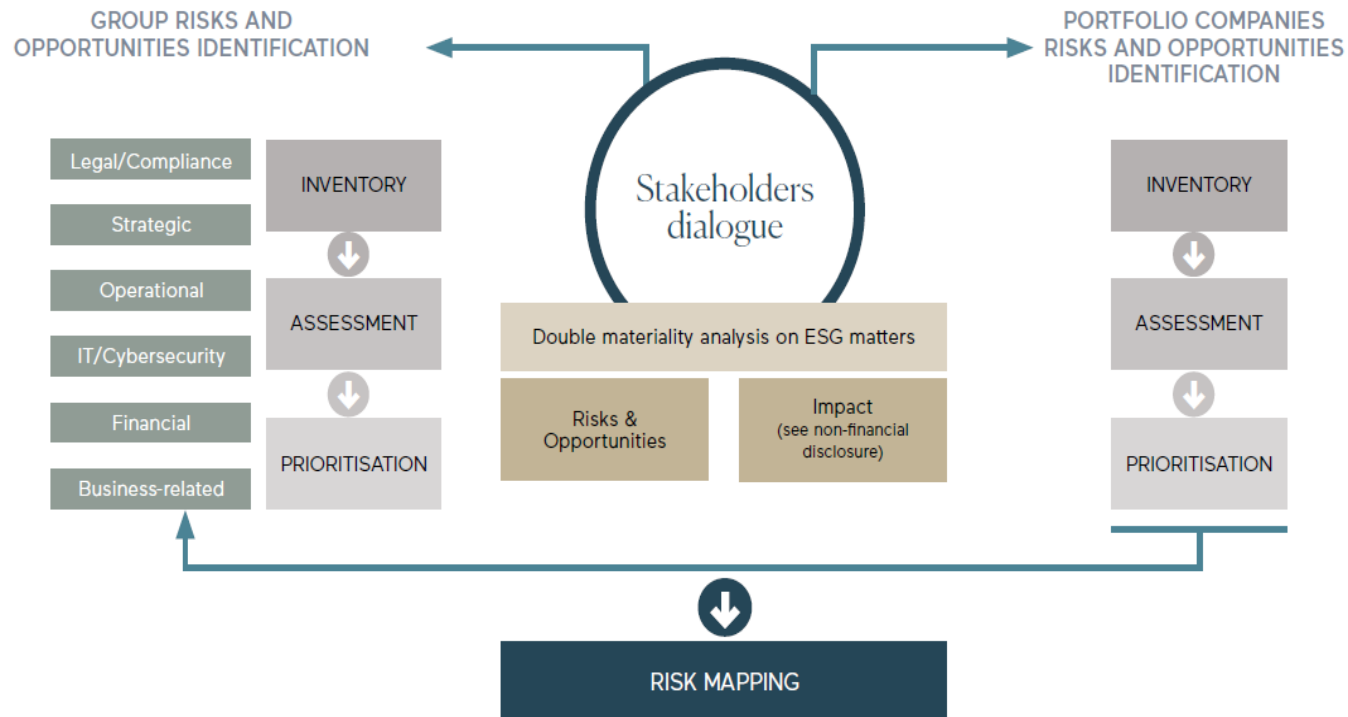 GROUP RISKS AND
OPPORTUNITIES IDENTIFICATION
PORTFOLIO COMPANIES
RISKS AND OPPORTUNITIES
IDENTIFICATION
Legal/Compliance
Strategic
Operational
IT/Cybersecurity
Financial
Business-related
INVENTORY
ASSESSMENT
PRIORITISATION
Stakeholders
dialogue
Double materiality analysis on ESG matters
Risks &
Opportunities
Impact
(see non-financial
disclosure)
INVENTORY
ASSESSMENT
PRIORITISATION
RISK MAPPING